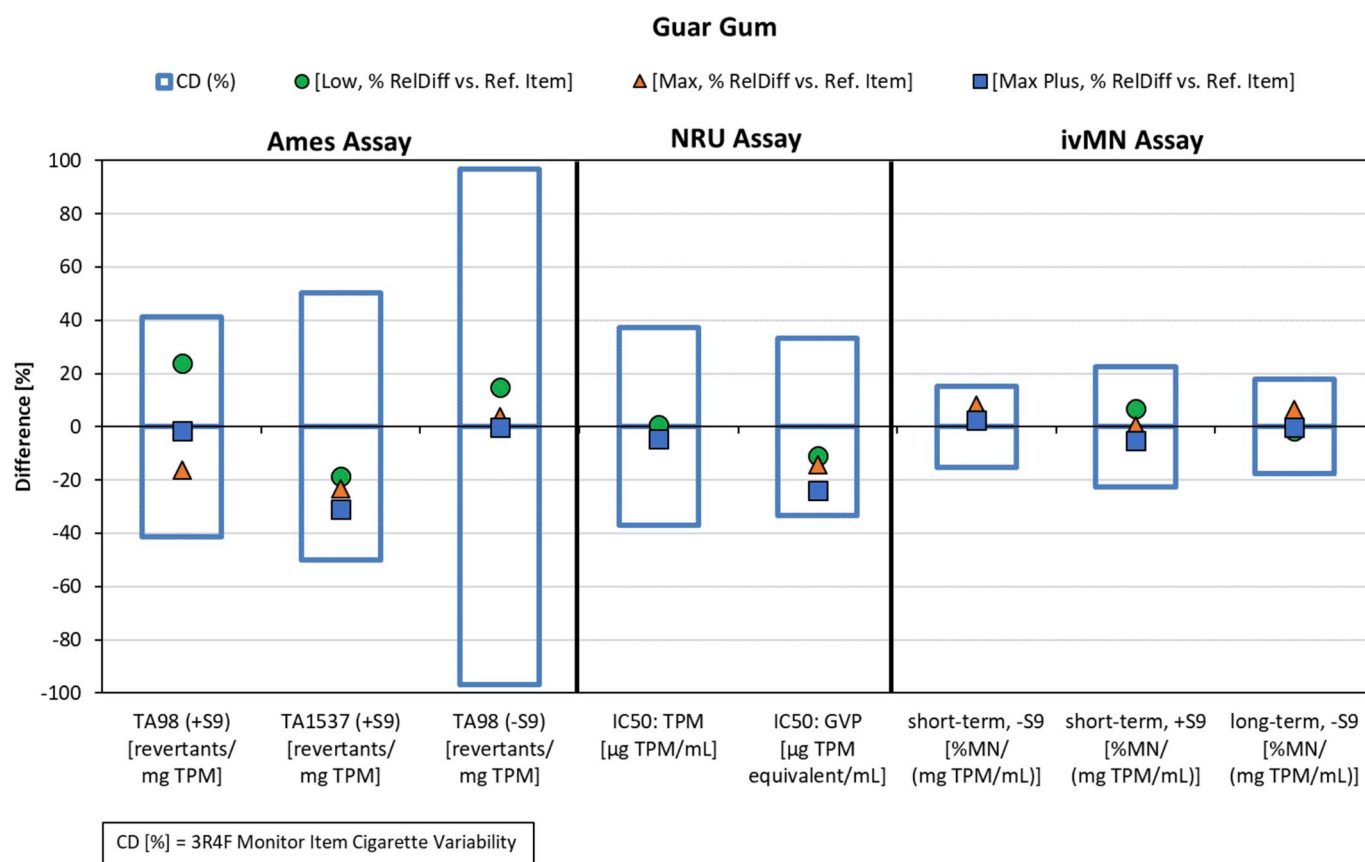 Guar Gum
CD (%)
[Low, % RelDiff vs. Ref. Item]
[Max, % RelDiff vs. Ref. Item]
[Max Plus, % RelDiff vs. Ref. Item]
Ames Assay
NRU Assay
ivMN Assay
Difference [%]
100
80
60
40
20
0
-20
-40
-60
-80
-100
TA98 (+S9)
[revertants/
mg TPM]
TA1537 (+S9)
[revertants/
mg TPM]
TA98 (-S9)
[revertants/
mg TPM]
IC50: TPM
[µg TPM/mL]
IC50: GVP
[µg TPM
equivalent/mL]
short-term, -S9
[%MN/
(mg TPM/mL)]
short-term, +S9
[%MN/
(mg TPM/mL)]
long-term, -S9
[%MN/
(mg TPM/mL)]
CD [%] = 3R4F Monitor Item Cigarette Variability